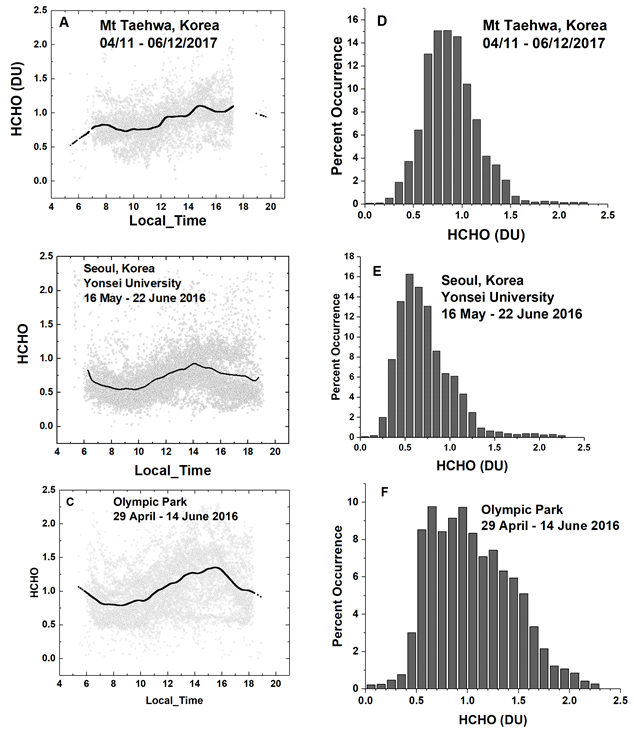 A
Mt Taehwa, Korea
04/11 - 06/12/2017
HCHO (DU)
2.5
2.0
1.5
1.0
0.5
0.0
4 6 8 10 12 14 16 18 20
Local_Time
D
Mt Taehwa, Korea
04/11 - 06/12/2017
Percent Occurrence
16
14
12
10
8
6
4
2
0
0.0 0.5 1.0 1.5 2.0 2.5
HCHO (DU)
Seoul, Korea
Yonsei University
16 May - 22 June 2016
HCHO
2.5
2.0
1.5
1.0
0.5
0.0
4 6 8 10 12 14 16 18 20
Local_Time
E
Seoul, Korea
Yonsei University
16 May - 22 June 2016
Percent Occurrence
18
16
14
12
10
8
6
4
2
0
0.0 0.5 1.0 1.5 2.0 2.5
HCHO (DU)
C
Olympic Park
29 April - 14 June 2016
HCHO
2.5
2.0
1.5
1.0
0.5
0.0
4 6 8 10 12 14 16 18 20
Local_Time
F
Olympic Park
29 April - 14 June 2016
Percent Occurrence
10
8
6
4
2
0
0.0 0.5 1.0 1.5 2.0 2.5
HCHO (DU)